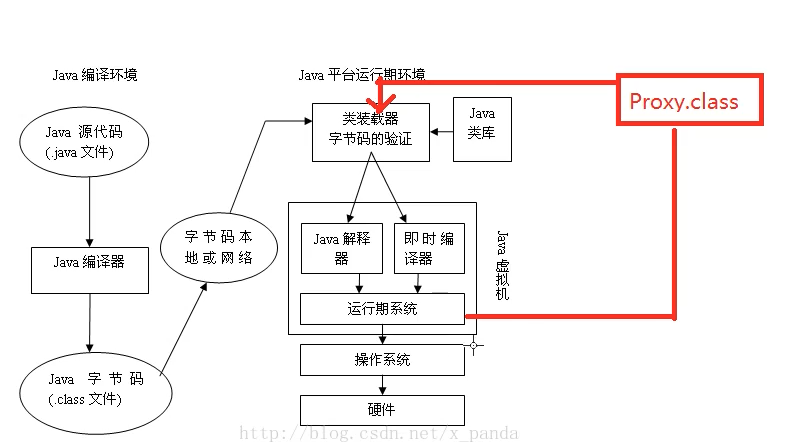 Java 编译环境
Java 平台运行期环境
Java 源代码
(.java 文件)
Java 编译器
Java 字节码
(.class 文件)
字节码本
地或网络
类装载器
字节码的验证
Java
类库
Proxy.class
Java 解释
器
即时编
译器
运行期系统
Java 虚拟机
操作系统
硬件
http://blog.csdn.net/x_panda